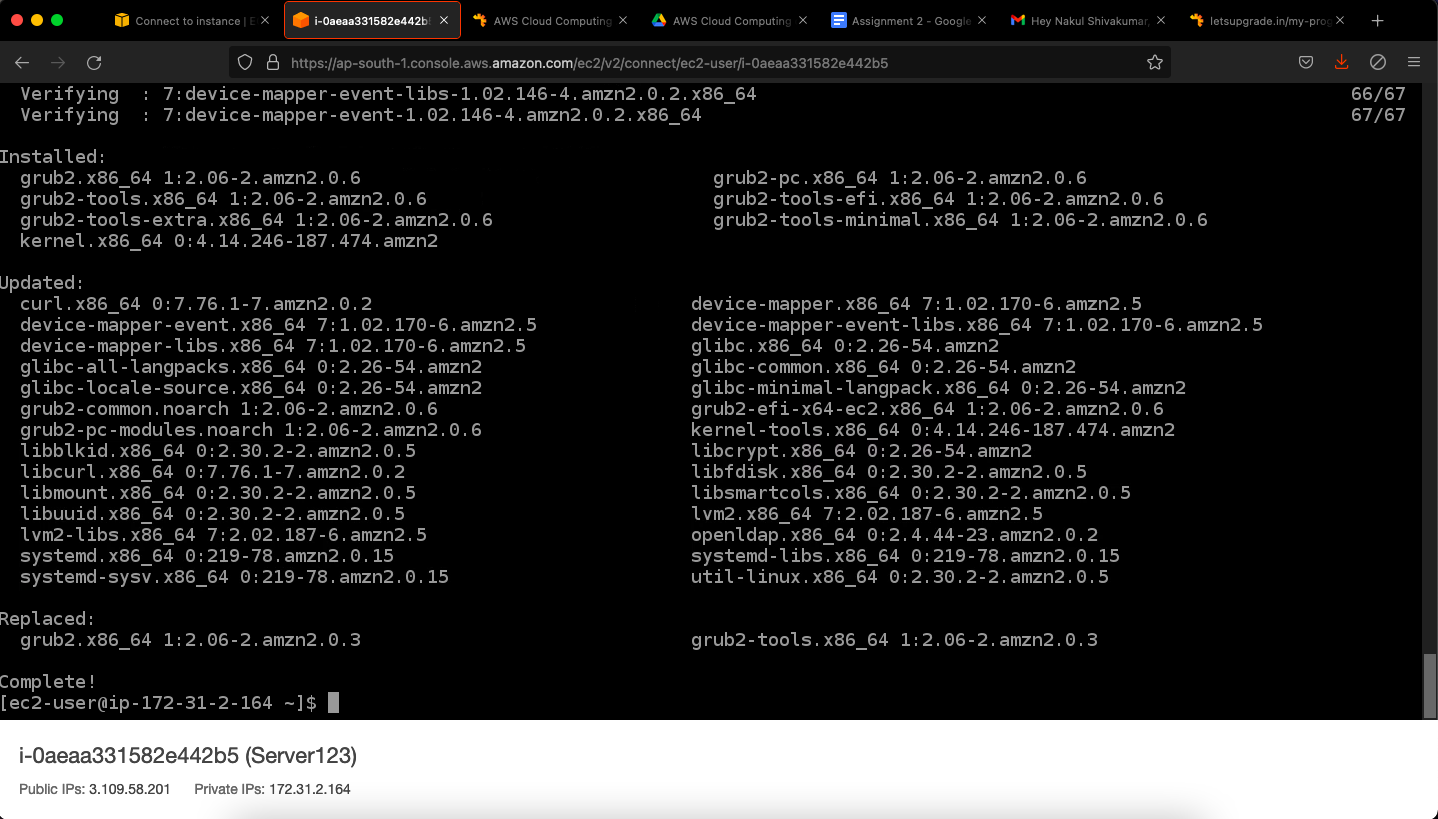 Connect to instance | E
i-0aeaa331582e442b5
AWS Cloud Computing
AWS Cloud Computing
Assignment 2 - Google
Hey Nakul Shivakumar,
letsupgrade.in/my-prog
https://ap-south-1.console.aws.amazon.com/ec2/v2/connect/ec2-user/i-0aeaa331582e442b5
Verifying : 7:device-mapper-event-libs-1.02.146-4.amzn2.0.2.x86_64 66/67
Verifying : 7:device-mapper-event-1.02.146-4.amzn2.0.2.x86_64 67/67
Installed:
grub2.x86_64 1:2.06-2.amzn2.0.6 grub2-pc.x86_64 1:2.06-2.amzn2.0.6
grub2-tools.x86_64 1:2.06-2.amzn2.0.6 grub2-tools-efi.x86_64 1:2.06-2.amzn2.0.6
grub2-tools-extra.x86_64 1:2.06-2.amzn2.0.6 grub2-tools-minimal.x86_64 1:2.06-2.amzn2.0.6
kernel.x86_64 0:4.14.246-187.474.amzn2
Updated:
curl.x86_64 0:7.76.1-7.amzn2.0.2 device-mapper.x86_64 7:1.02.170-6.amzn2.5
device-mapper-event.x86_64 7:1.02.170-6.amzn2.5 device-mapper-event-libs.x86_64 7:1.02.170-6.amzn2.5
device-mapper-libs.x86_64 7:1.02.170-6.amzn2.5 glibc.x86_64 0:2.26-54.amzn2
glibc-all-langpacks.x86_64 0:2.26-54.amzn2 glibc-common.x86_64 0:2.26-54.amzn2
glibc-locale-source.x86_64 0:2.26-54.amzn2 glibc-minimal-langpack.x86_64 0:2.26-54.amzn2
grub2-common.noarch 1:2.06-2.amzn2.0.6 grub2-efi-x64-ec2.x86_64 1:2.06-2.amzn2.0.6
grub2-pc-modules.noarch 1:2.06-2.amzn2.0.6 kernel-tools.x86_64 0:4.14.246-187.474.amzn2
libblkid.x86_64 0:2.30.2-2.amzn2.0.5 libcrypt.x86_64 0:2.26-54.amzn2
libcurl.x86_64 0:7.76.1-7.amzn2.0.2 libfdisk.x86_64 0:2.30.2-2.amzn2.0.5
libmount.x86_64 0:2.30.2-2.amzn2.0.5 libsmartcols.x86_64 0:2.30.2-2.amzn2.0.5
libuuid.x86_64 0:2.30.2-2.amzn2.0.5 lvm2.x86_64 7:2.02.187-6.amzn2.5
lvm2-libs.x86_64 7:2.02.187-6.amzn2.5 openldap.x86_64 0:2.4.44-23.amzn2.0.2
systemd.x86_64 0:219-78.amzn2.0.15 systemd-libs.x86_64 0:219-78.amzn2.0.15
systemd-sysv.x86_64 0:219-78.amzn2.0.15 util-linux.x86_64 0:2.30.2-2.amzn2.0.5
Replaced:
grub2.x86_64 1:2.06-2.amzn2.0.3 grub2-tools.x86_64 1:2.06-2.amzn2.0.3
Complete!
[ec2-user@ip-172-31-2-164 ~]$
i-0aeaa331582e442b5 (Server123)
Public IPs: 3.109.58.201 Private IPs: 172.31.2.164